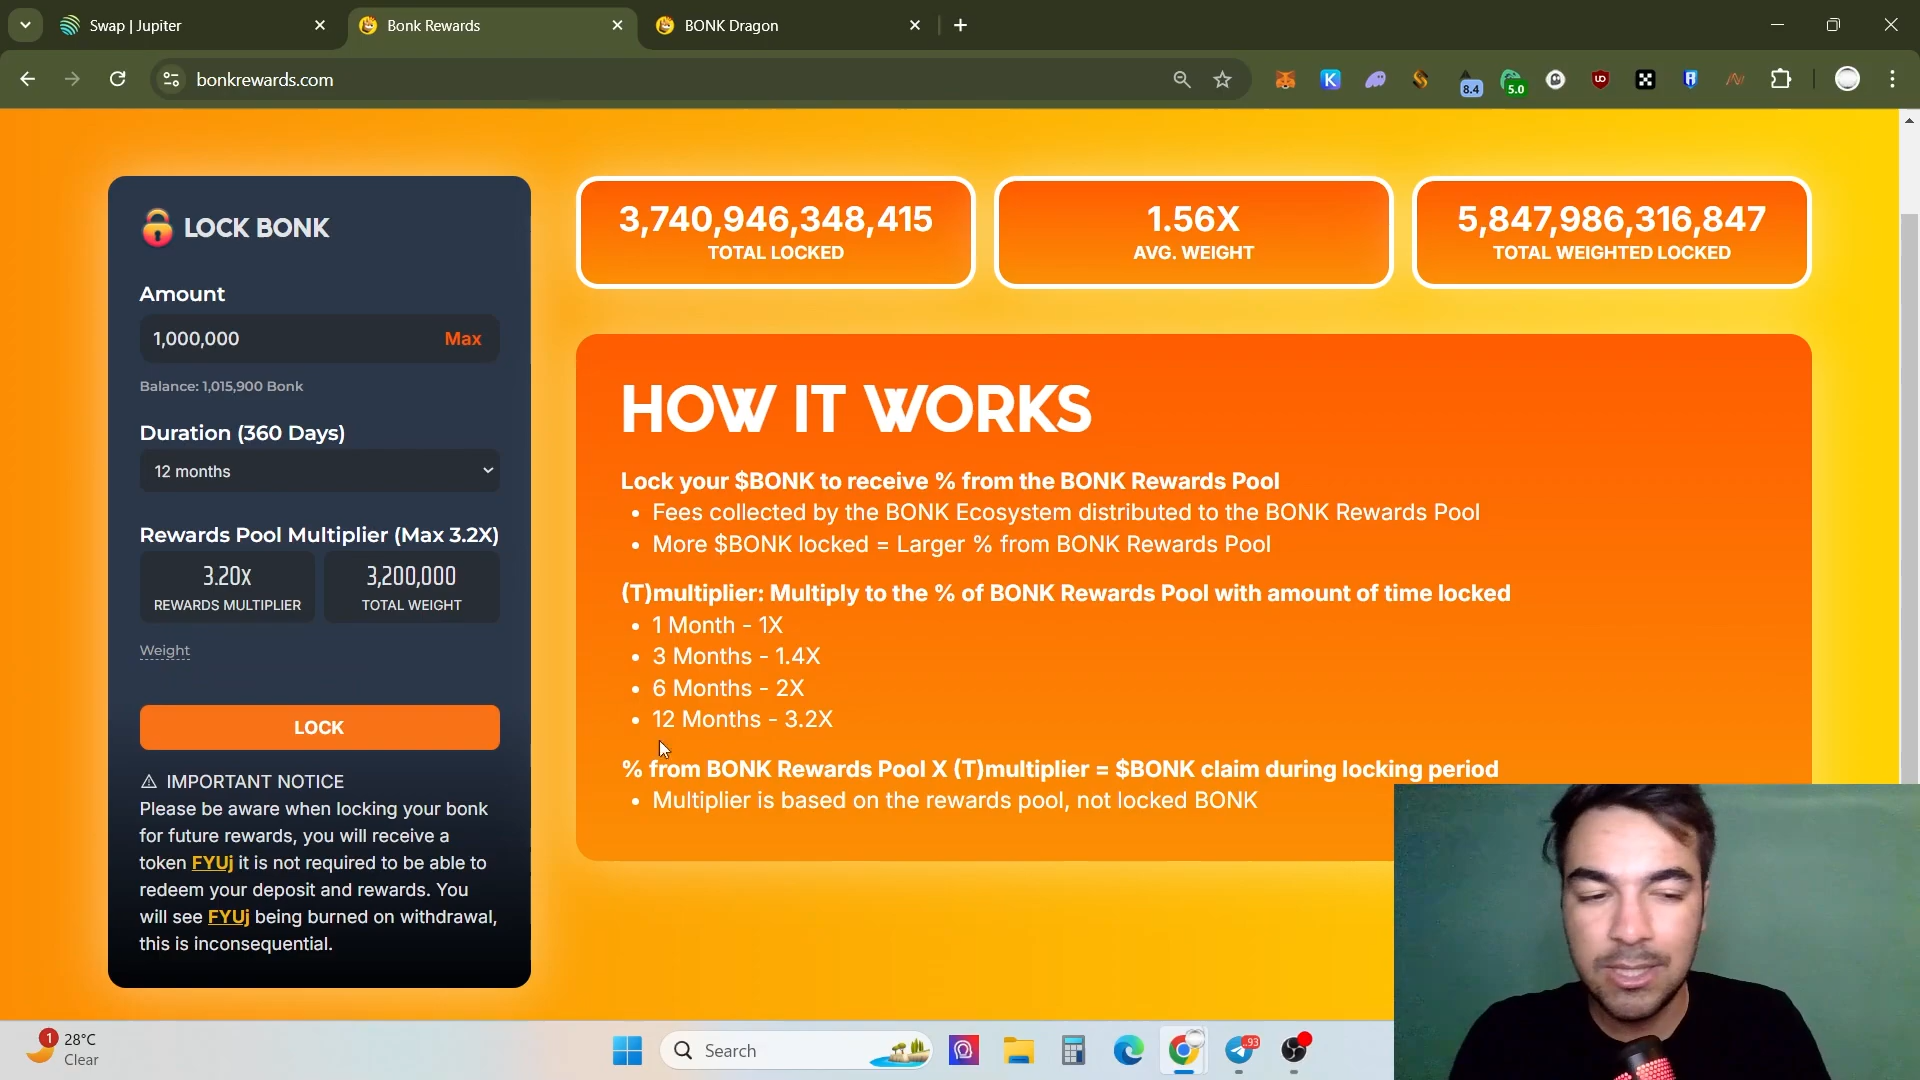 Swap | Jupiter
Bonk Rewards
BONK Dragon
bonkrewards.com
8.4
5.0
LOCK BONK
Amount
1,000,000
Max
Balance: 1,015,900 Bonk
Duration (360 Days)
12 months
Rewards Pool Multiplier (Max 3.2X)
3.20x
REWARDS MULTIPLIER
3,200,000
TOTAL WEIGHT
Weight
LOCK
⚠ IMPORTANT NOTICE
Please be aware when locking your bonk
for future rewards, you will receive a
token FYUj it is not required to be able to
redeem your deposit and rewards. You
will see FYUj being burned on withdrawal,
this is inconsequential.
3,740,946,348,415
TOTAL LOCKED
1.56X
AVG. WEIGHT
5,847,986,316,847
TOTAL WEIGHTED LOCKED
HOW IT WORKS
Lock your $BONK to receive % from the BONK Rewards Pool
• Fees collected by the BONK Ecosystem distributed to the BONK Rewards Pool
• More $BONK locked = Larger % from BONK Rewards Pool
(T)multiplier: Multiply to the % of BONK Rewards Pool with amount of time locked
• 1 Month - 1X
• 3 Months - 1.4X
• 6 Months - 2X
• 12 Months - 3.2X
% from BONK Rewards Pool X (T)multiplier = $BONK claim during locking period
• Multiplier is based on the rewards pool, not locked BONK
1
28°C
Clear
Search
93